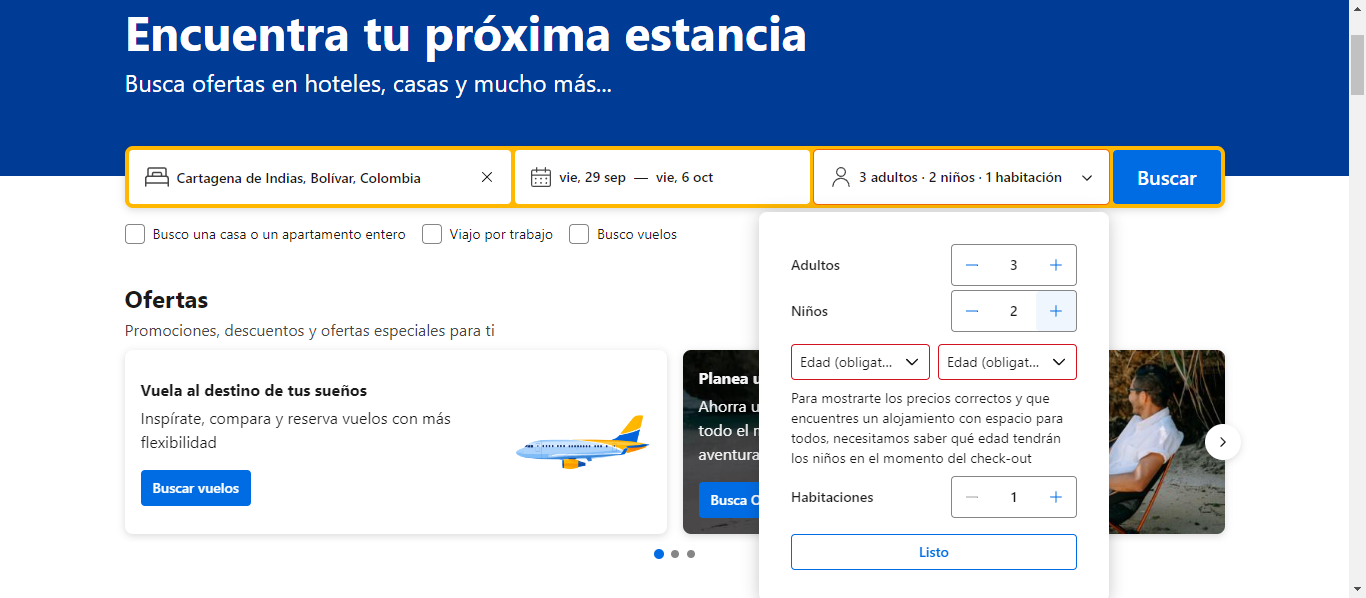 Encuentra tu próxima estancia
Busca ofertas en hoteles, casas y mucho más...
Cartagena de Indias, Bolívar, Colombia
vie, 29 sep — vie, 6 oct
3 adultos · 2 niños · 1 habitación
Buscar
Busco una casa o un apartamento entero
Viajo por trabajo
Busco vuelos
Adultos
3
Niños
2
Edad (obligat...
Edad (obligat...
Para mostrarte los precios correctos y que
encuentres un alojamiento con espacio para
todos, necesitamos saber qué edad tendrán
los niños en el momento del check-out
Habitaciones
1
Listo
Ofertas
Promociones, descuentos y ofertas especiales para ti
Vuela al destino de tus sueños
Inspírate, compara y reserva vuelos con más
flexibilidad
Buscar vuelos
Planea
Ahorra
todo el
aventura
Busca